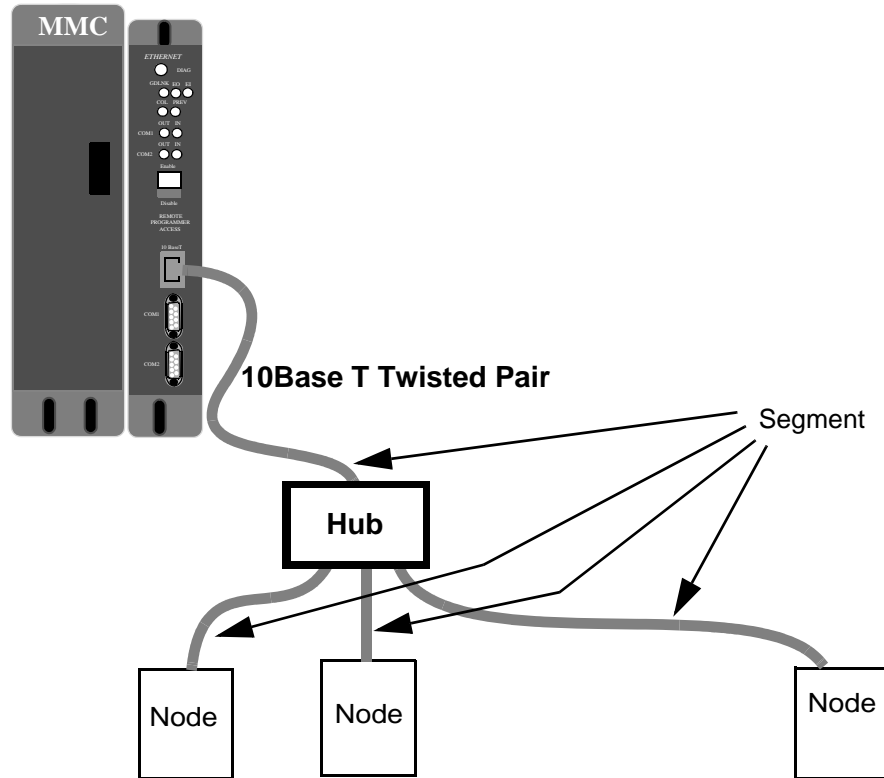 MMC
ETHERNET
DIAG
GDLNK EO EI
COL PREV
OUT IN
COM1
OUT IN
COM2
Enable
Disable
REMOTE
PROGRAMMER
ACCESS
10 BaseT
COM1
COM2
10Base T Twisted Pair
Segment
Hub
Node
Node
Node